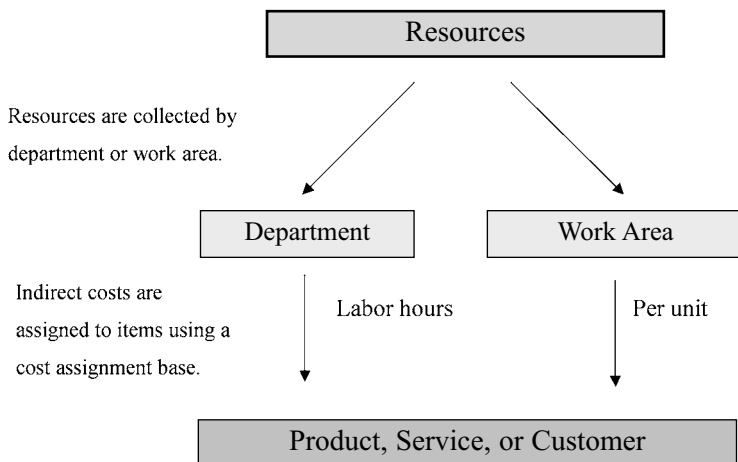 Resources
Resources are collected by
department or work area.
Department
Work Area
Indirect costs are
assigned to items using a
cost assignment base.
Labor hours
Per unit
Product, Service, or Customer